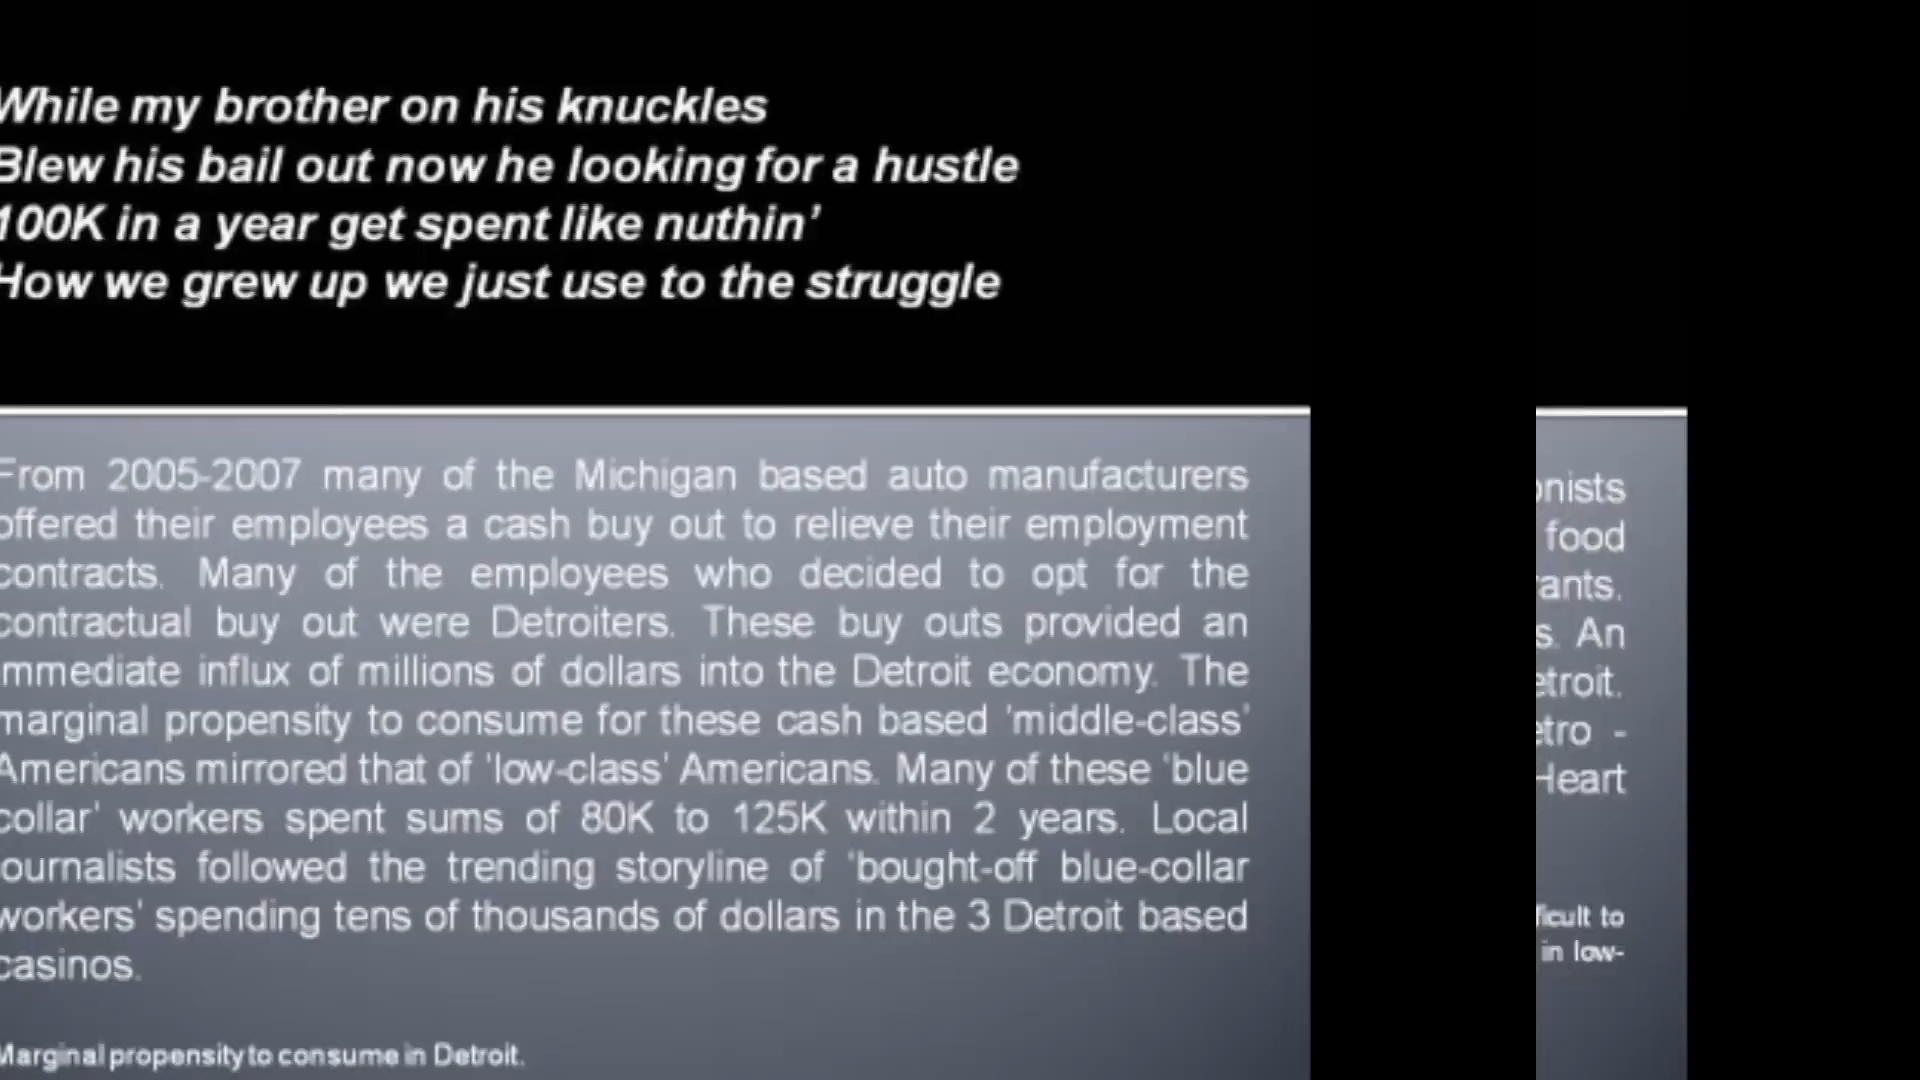 While my brother on his knuckles
Blew his bail out now he looking for a hustle
100K in a year get spent like nuthin'
How we grew up we just use to the struggle
From 2005-2007 many of the Michigan based auto manufacturers
offered their employees a cash buy out to relieve their employment
contracts. Many of the employees who decided to opt for the
contractual buy out were Detroiters. These buy outs provided an
immediate influx of millions of dollars into the Detroit economy. The
marginal propensity to consume for these cash based 'middle-class'
Americans mirrored that of 'low-class' Americans. Many of these 'blue
collar' workers spent sums of 80K to 125K within 2 years. Local
journalists followed the trending storyline of 'bought-off blue-collar
workers' spending tens of thousands of dollars in the 3 Detroit based
casinos.
Marginal propensity to consume in Detroit.
food
An
-
Heart
to
in low-